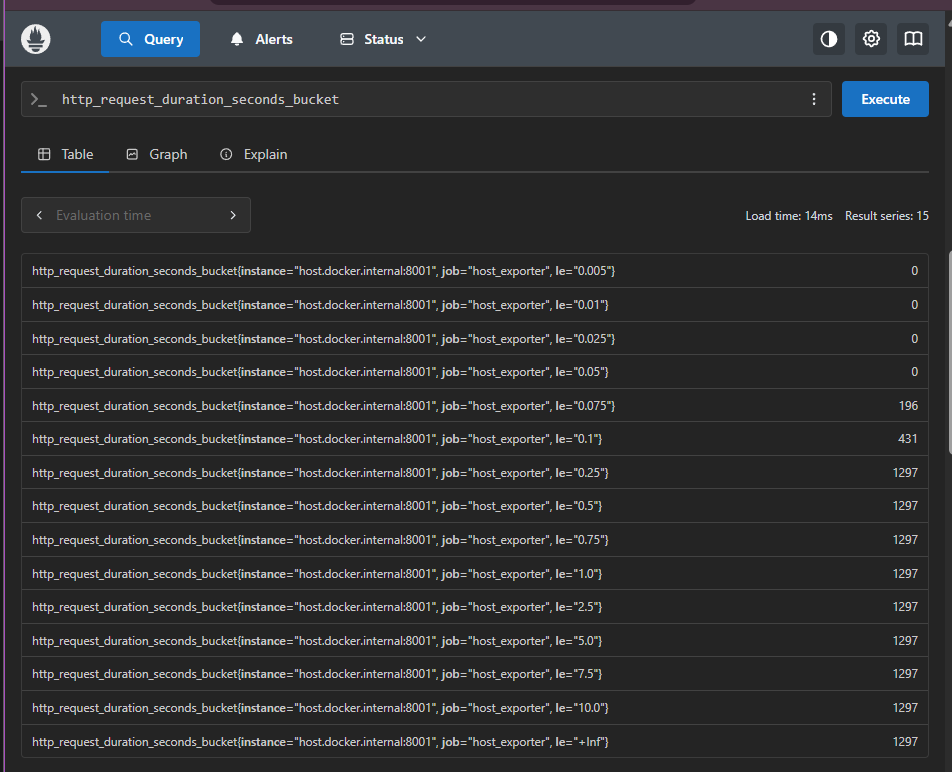 Query Alerts Status
http_request_duration_seconds_bucket Execute
Table Graph Explain
Evaluation time Load time: 14ms Result series: 15
http_request_duration_seconds_bucket{instance="host.docker.internal:8001", job="host_exporter", le="0.005"} 0
http_request_duration_seconds_bucket{instance="host.docker.internal:8001", job="host_exporter", le="0.01"} 0
http_request_duration_seconds_bucket{instance="host.docker.internal:8001", job="host_exporter", le="0.025"} 0
http_request_duration_seconds_bucket{instance="host.docker.internal:8001", job="host_exporter", le="0.05"} 0
http_request_duration_seconds_bucket{instance="host.docker.internal:8001", job="host_exporter", le="0.075"} 196
http_request_duration_seconds_bucket{instance="host.docker.internal:8001", job="host_exporter", le="0.1"} 431
http_request_duration_seconds_bucket{instance="host.docker.internal:8001", job="host_exporter", le="0.25"} 1297
http_request_duration_seconds_bucket{instance="host.docker.internal:8001", job="host_exporter", le="0.5"} 1297
http_request_duration_seconds_bucket{instance="host.docker.internal:8001", job="host_exporter", le="0.75"} 1297
http_request_duration_seconds_bucket{instance="host.docker.internal:8001", job="host_exporter", le="1.0"} 1297
http_request_duration_seconds_bucket{instance="host.docker.internal:8001", job="host_exporter", le="2.5"} 1297
http_request_duration_seconds_bucket{instance="host.docker.internal:8001", job="host_exporter", le="5.0"} 1297
http_request_duration_seconds_bucket{instance="host.docker.internal:8001", job="host_exporter", le="7.5"} 1297
http_request_duration_seconds_bucket{instance="host.docker.internal:8001", job="host_exporter", le="10.0"} 1297
http_request_duration_seconds_bucket{instance="host.docker.internal:8001", job="host_exporter", le="+Inf"} 1297